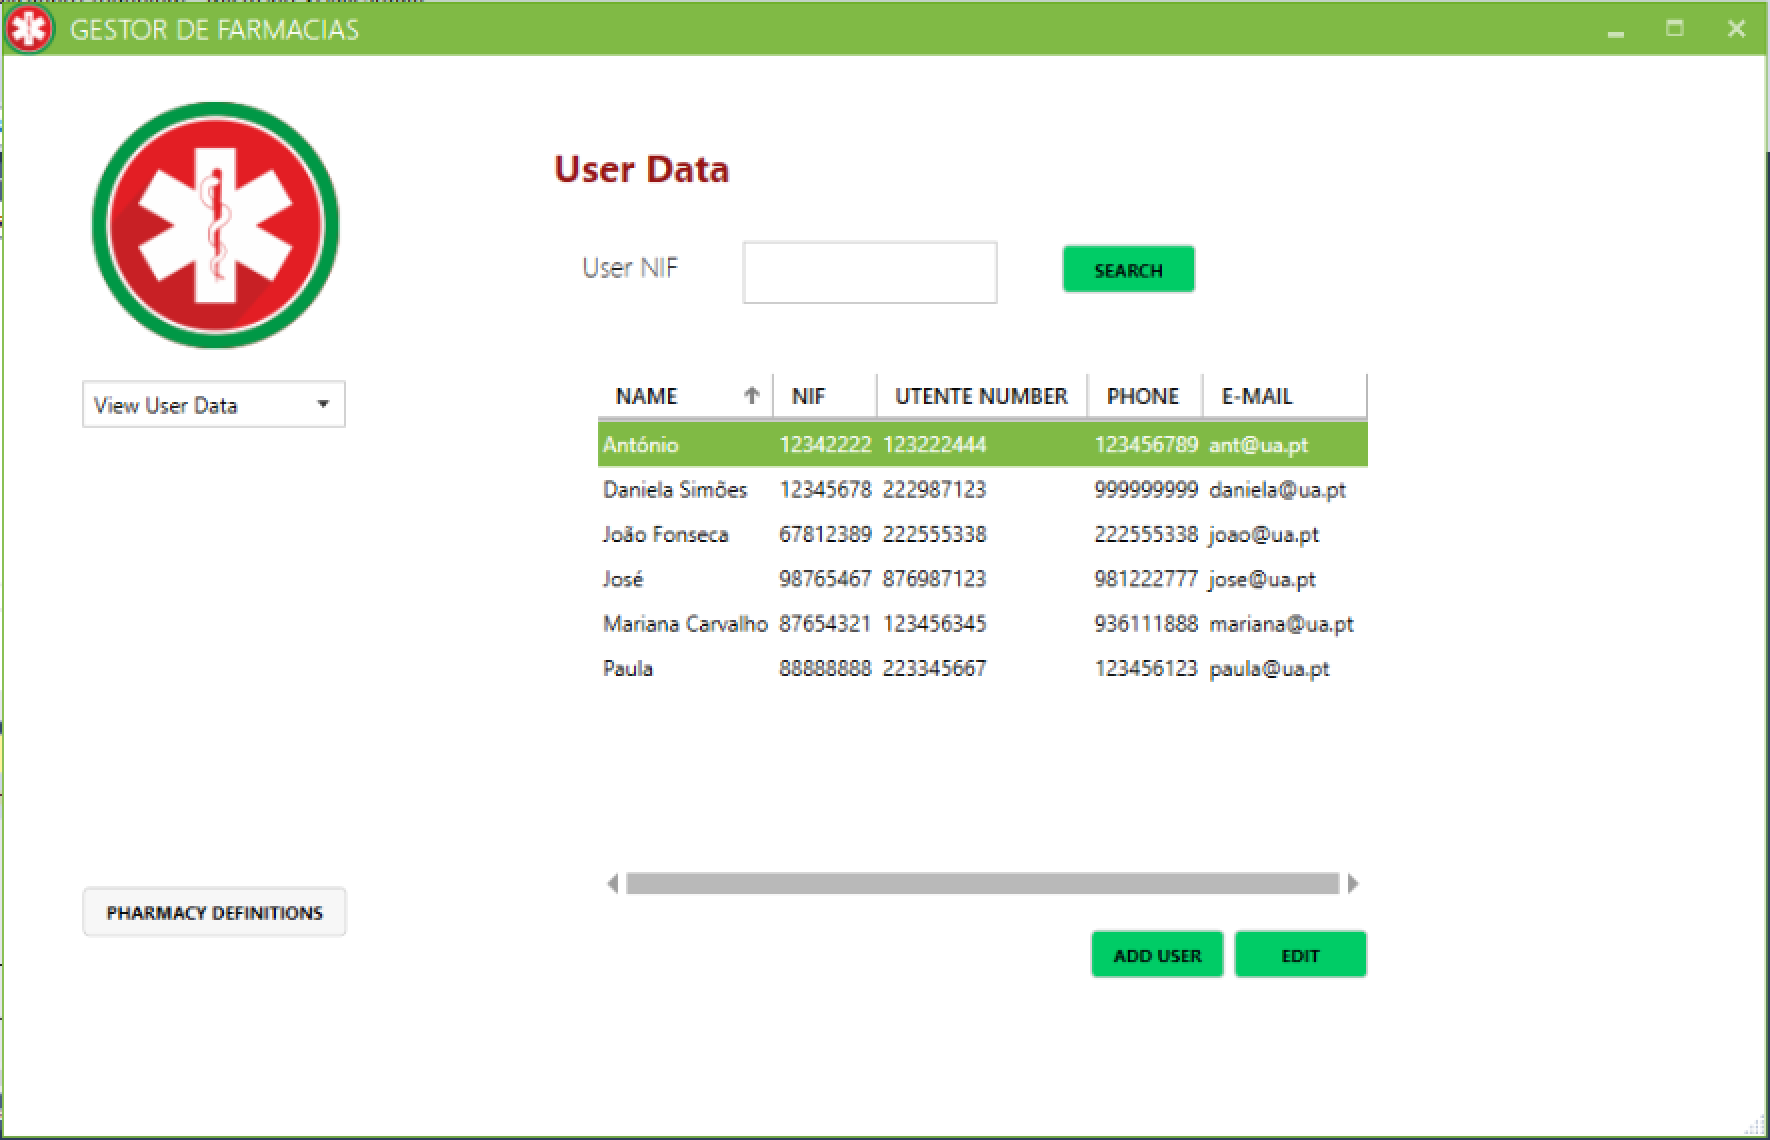 GESTOR DE FARMACIAS
User Data
User NIF
SEARCH
View User Data
NAME NIF UTENTE NUMBER PHONE E-MAIL
António 12342222 123222444 123456789 ant@ua.pt
Daniela Simões 12345678 222987123 999999999 daniela@ua.pt
João Fonseca 67812389 222555338 222555338 joao@ua.pt
José 98765467 876987123 981222777 jose@ua.pt
Mariana Carvalho 87654321 123456345 936111888 mariana@ua.pt
Paula 88888888 223345667 123456123 paula@ua.pt
PHARMACY DEFINITIONS
ADD USER EDIT